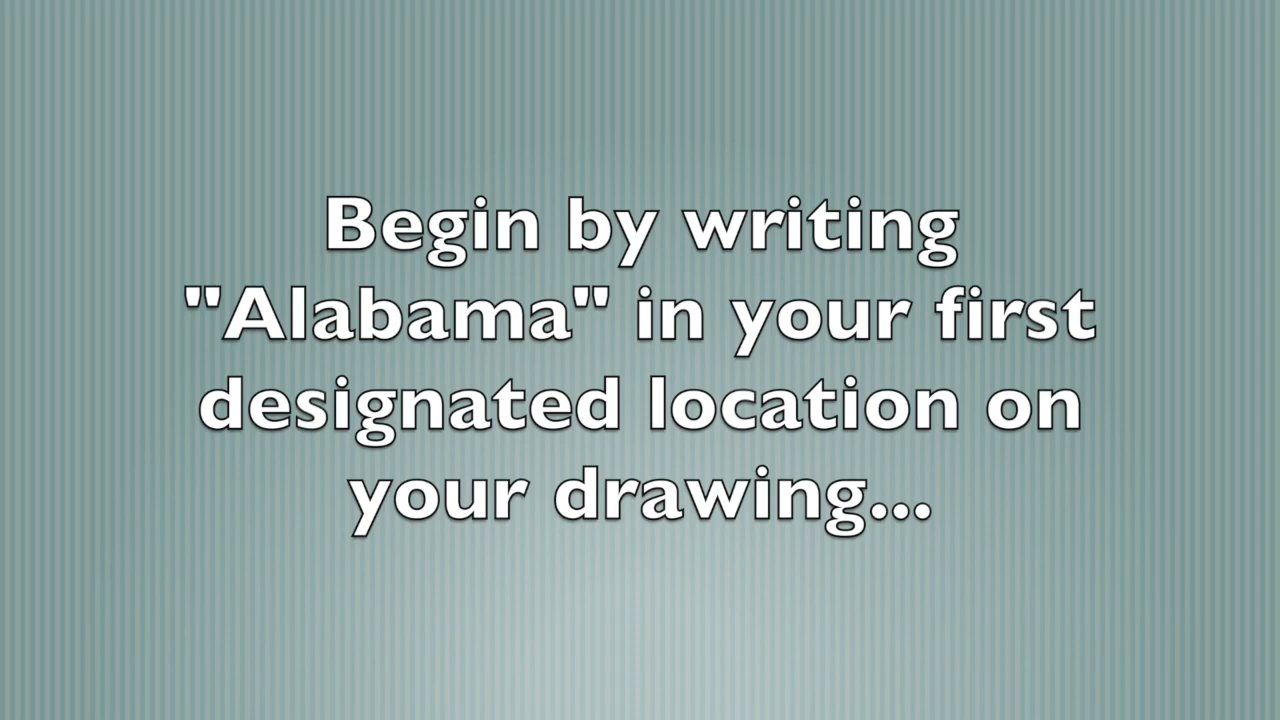 Begin by writing
"Alabama" in your first
designated location on
your drawing...